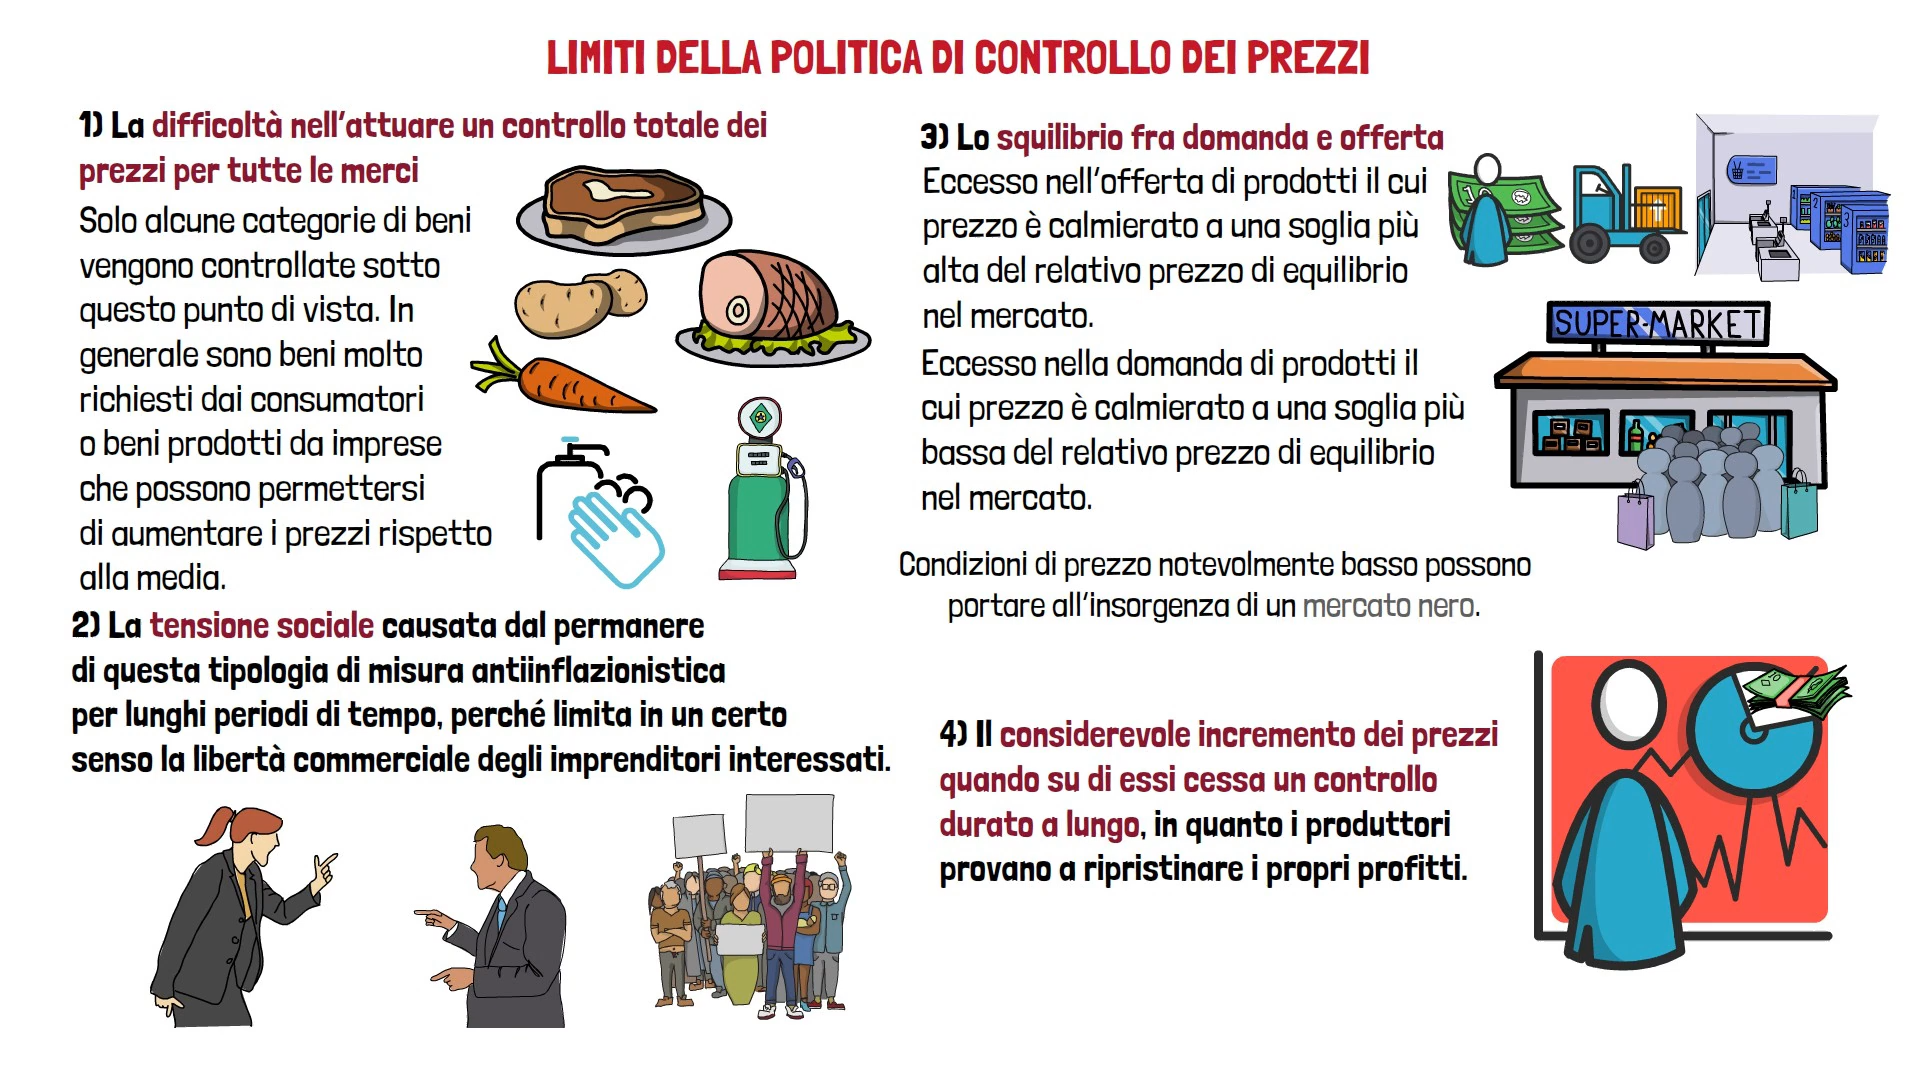 LIMITI DELLA POLITICA DI CONTROLLO DEI PREZZI
1) La difficoltà nell'attuare un controllo totale dei
prezzi per tutte le merci
Solo alcune categorie di beni
vengono controllate sotto
questo punto di vista. In
generale sono beni molto
richiesti dai consumatori
o beni prodotti da imprese
che possono permettersi
di aumentare i prezzi rispetto
alla media.
2) La tensione sociale causata dal permanere
di questa tipologia di misura antiinflazionistica
per lunghi periodi di tempo, perché limita in un certo
senso la libertà commerciale degli imprenditori interessati.
3) Lo squilibrio fra domanda e offerta
Eccesso nell'offerta di prodotti il cui
prezzo è calmierato a una soglia più
alta del relativo prezzo di equilibrio
nel mercato.
Eccesso nella domanda di prodotti il
cui prezzo è calmierato a una soglia più
bassa del relativo prezzo di equilibrio
nel mercato.
SUPER-MARKET
Condizioni di prezzo notevolmente basso possono
portare all'insorgenza di un mercato nero.
4) Il considerevole incremento dei prezzi
quando su di essi cessa un controllo
durato a lungo, in quanto i produttori
provano a ripristinare i propri profitti.